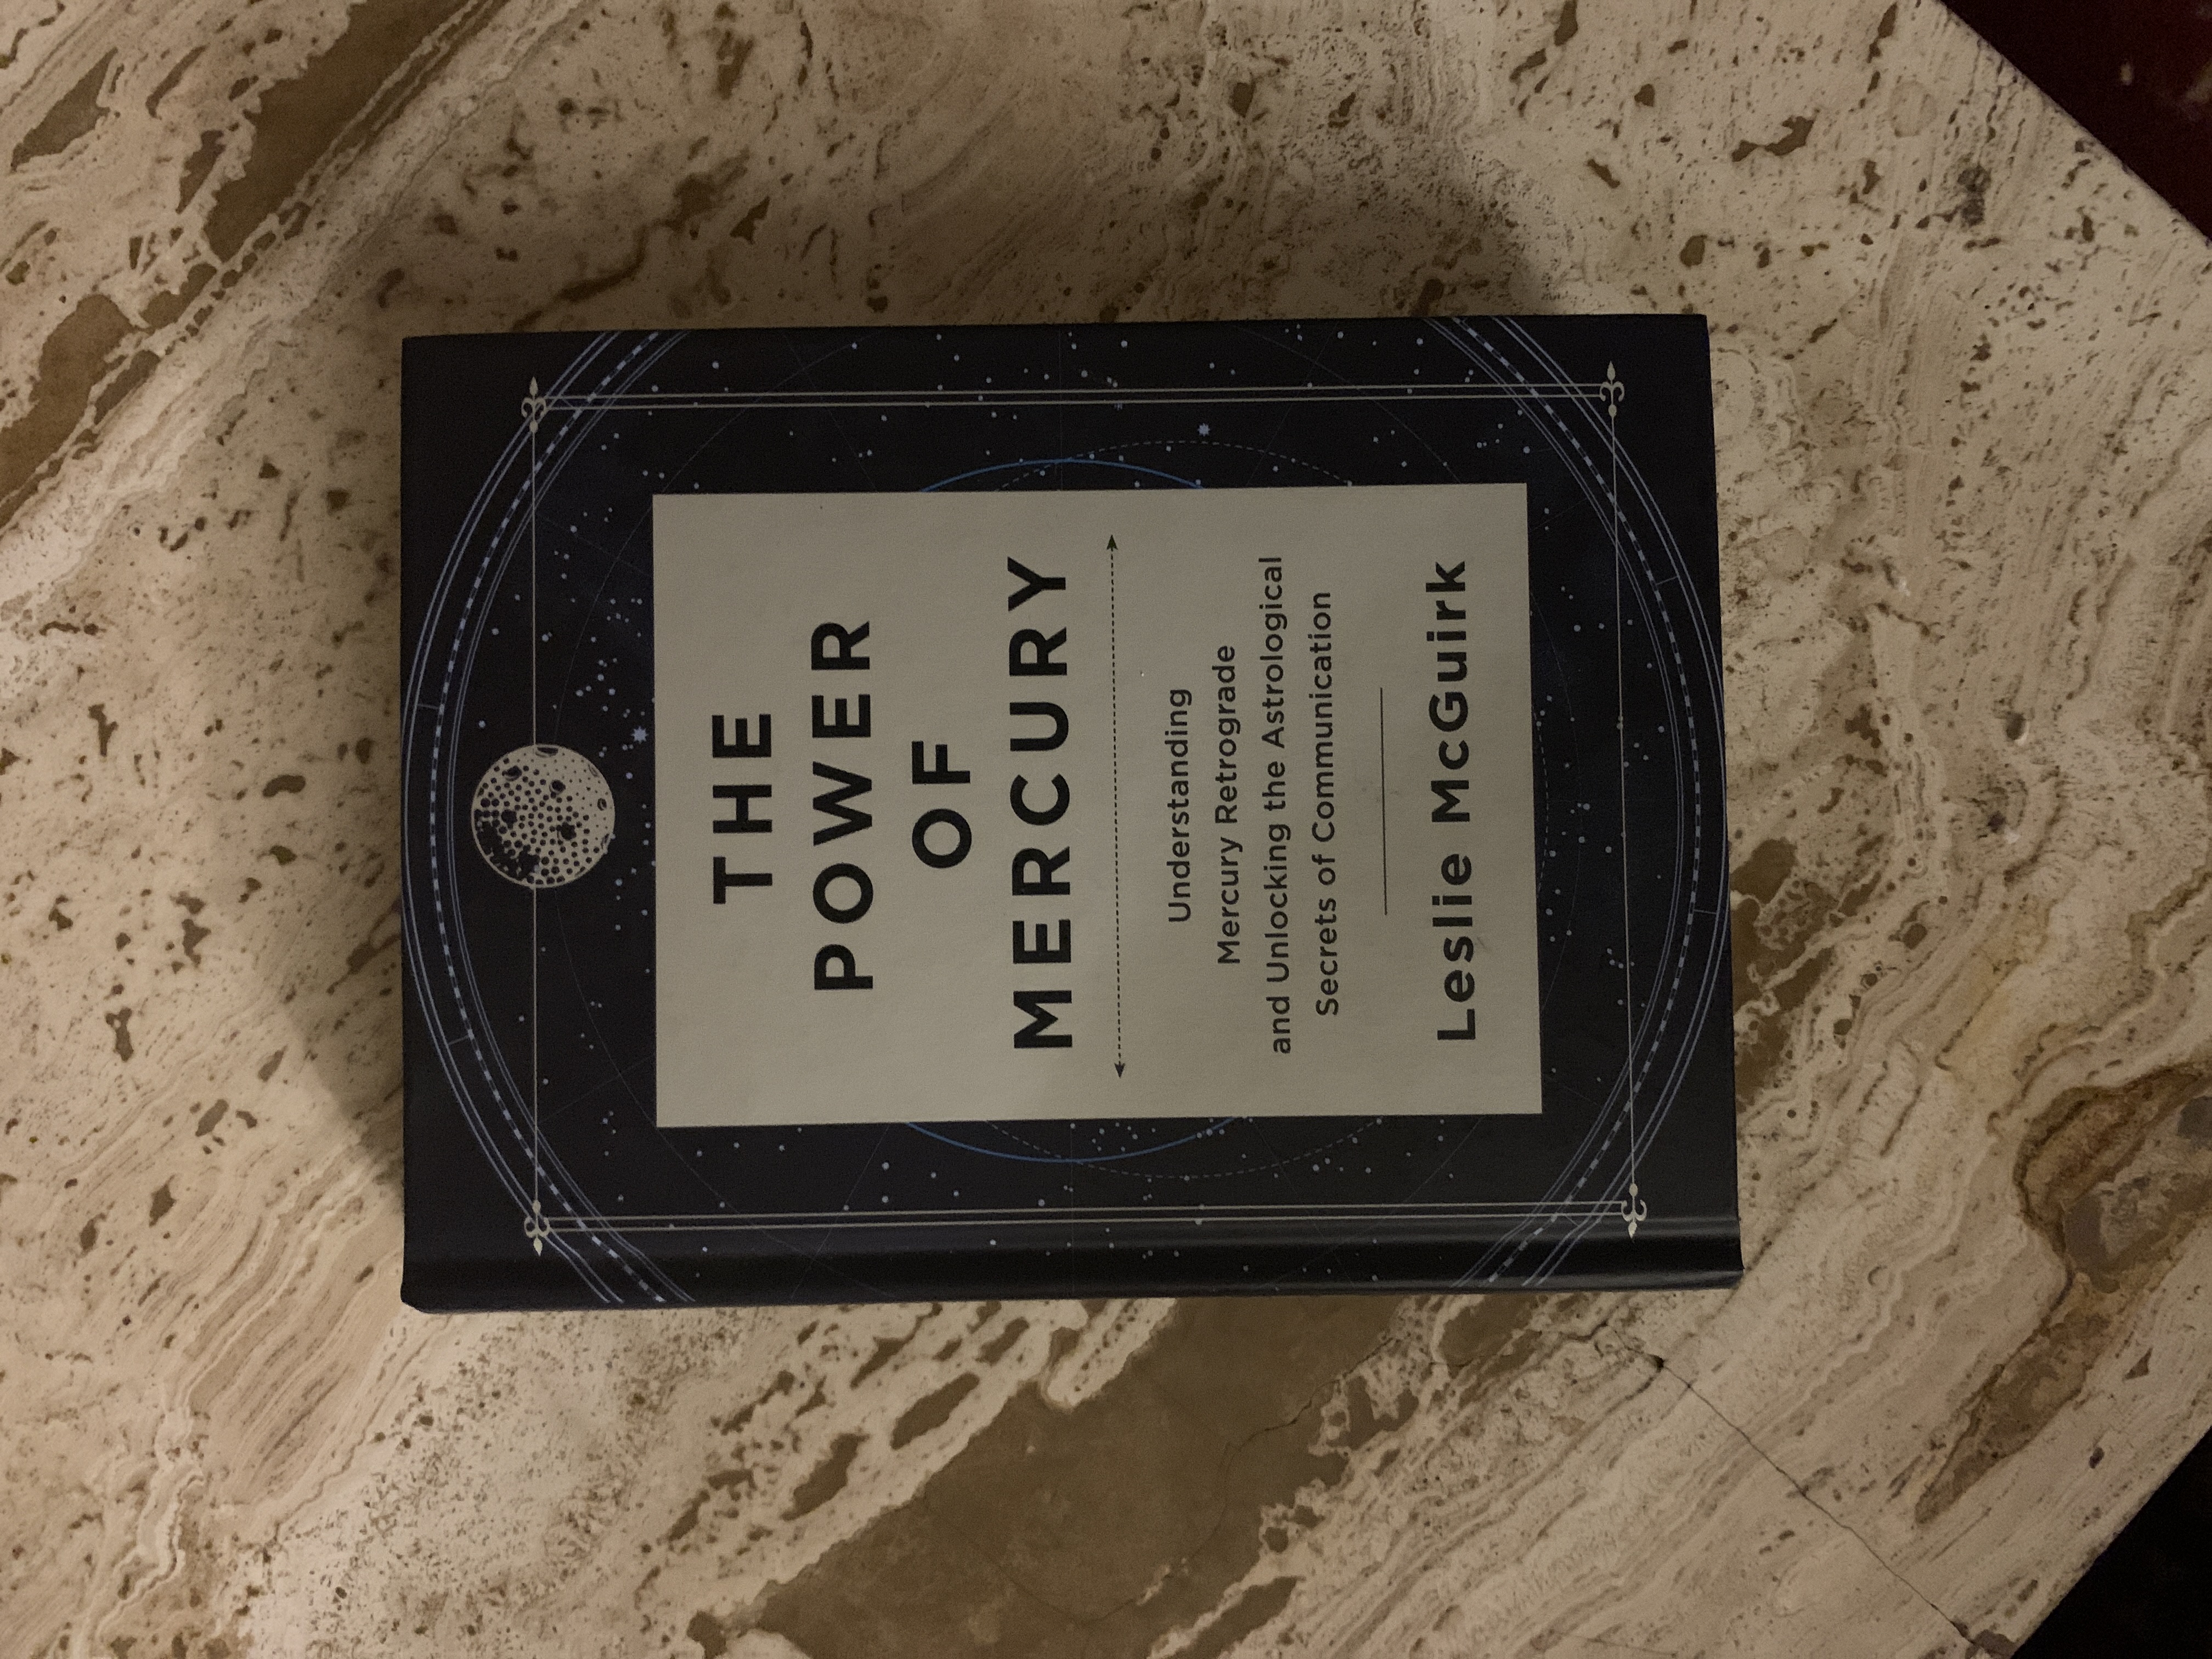 THE
POWER
OF
MERCURY
Understanding
Mercury Retrograde
and Unlocking the Astrological
Secrets of Communication
Leslie McGuirk